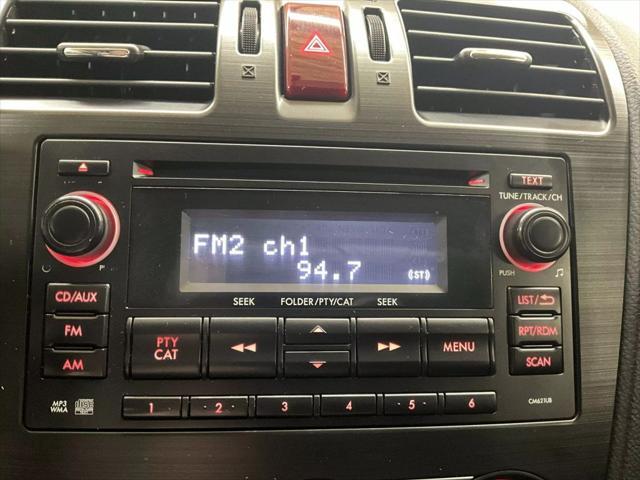 TEXT
TUNE/TRACK/CH
FM2 ch1
94.7 (ST)
SEEK FOLDER/PTY/CAT SEEK
PUSH
CD/AUX
FM
AM
PTY
CAT
MENU
LIST/
RPT/RDM
SCAN
MP3
WMA
1 2 3 4 5 6
CM621UB